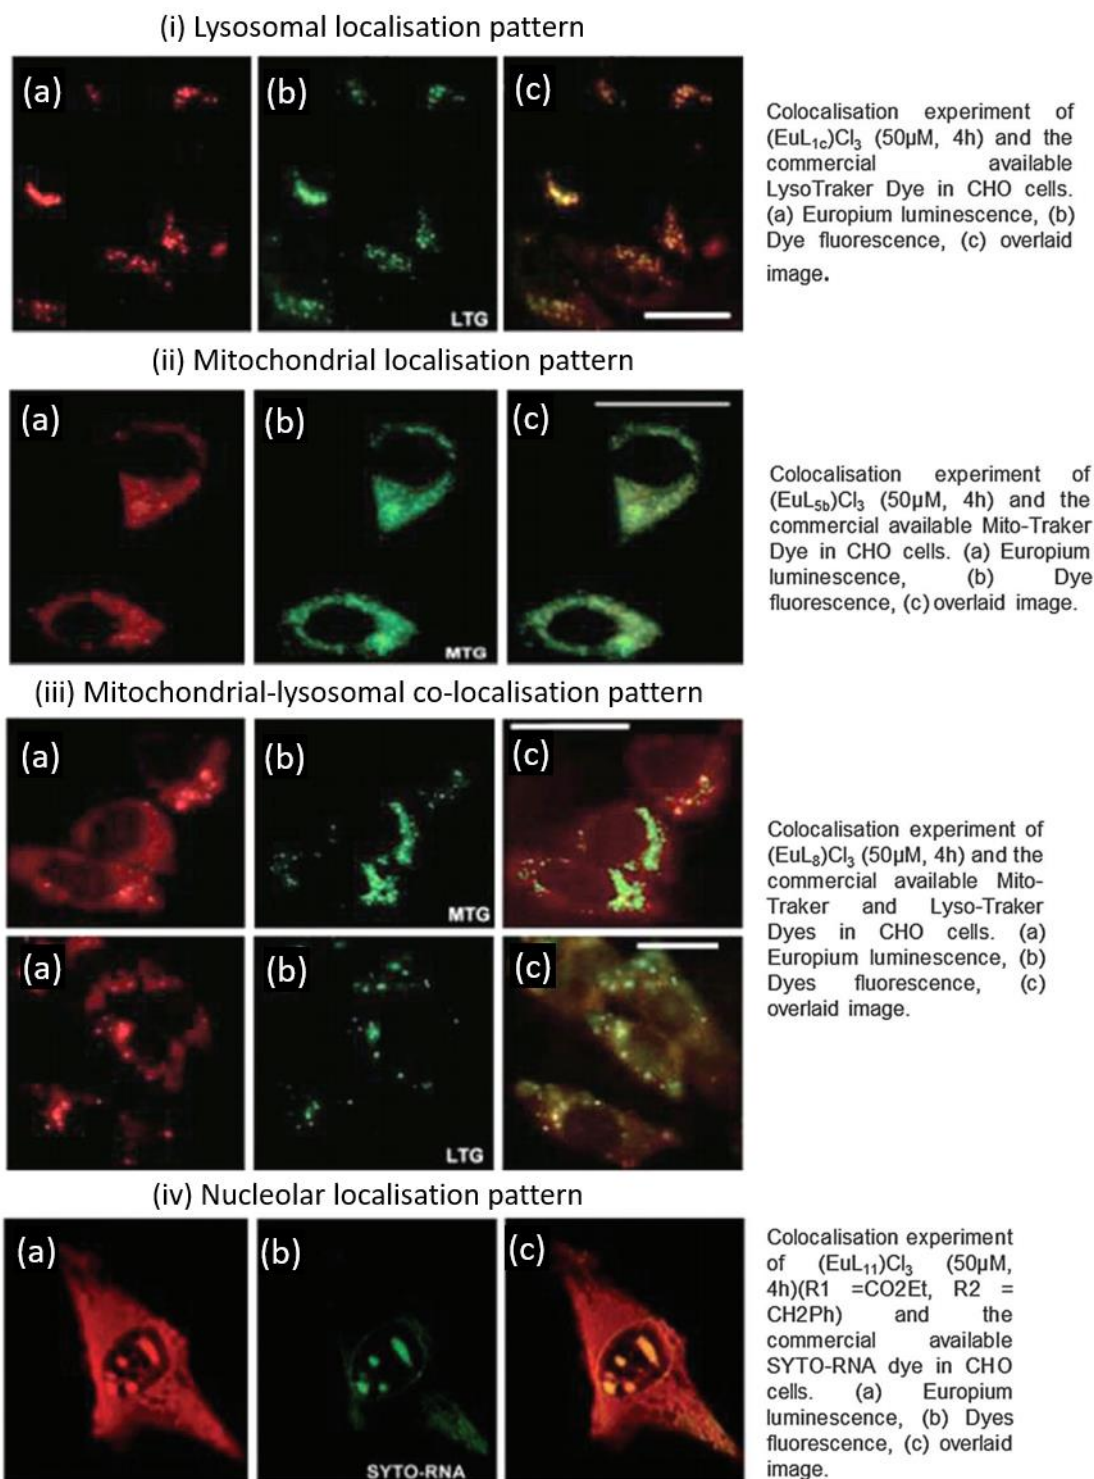 (i) Lysosomal localisation pattern
(a)
(b)
(c)
LTG
Colocalisation experiment of
(EuL1c)Cl3 (50µM, 4h) and the
commercial available
LysoTraker Dye in CHO cells.
(a) Europium luminescence, (b)
Dye fluorescence, (c) overlaid
image.
(ii) Mitochondrial localisation pattern
(a)
(b)
(c)
MTG
Colocalisation experiment of
(EuL5b)Cl3 (50µM, 4h) and the
commercial available Mito-Traker
Dye in CHO cells. (a) Europium
luminescence, (b) Dye
fluorescence, (c) overlaid image.
(iii) Mitochondrial-lysosomal co-localisation pattern
(a)
(b)
(c)
MTG
(a)
(b)
(c)
LTG
Colocalisation experiment of
(EuL8)Cl3 (50µM, 4h) and the
commercial available Mito-
Traker and Lyso-Traker
Dyes in CHO cells. (a)
Europium luminescence, (b)
Dyes fluorescence, (c)
overlaid image.
(iv) Nucleolar localisation pattern
(a)
(b)
(c)
SYTO-RNA
Colocalisation experiment
of (EuL11)Cl3 (50µM,
4h)(R1 =CO2Et, R2 =
CH2Ph) and the
commercial available
SYTO-RNA dye in CHO
cells. (a) Europium
luminescence, (b) Dyes
fluorescence, (c) overlaid
image.